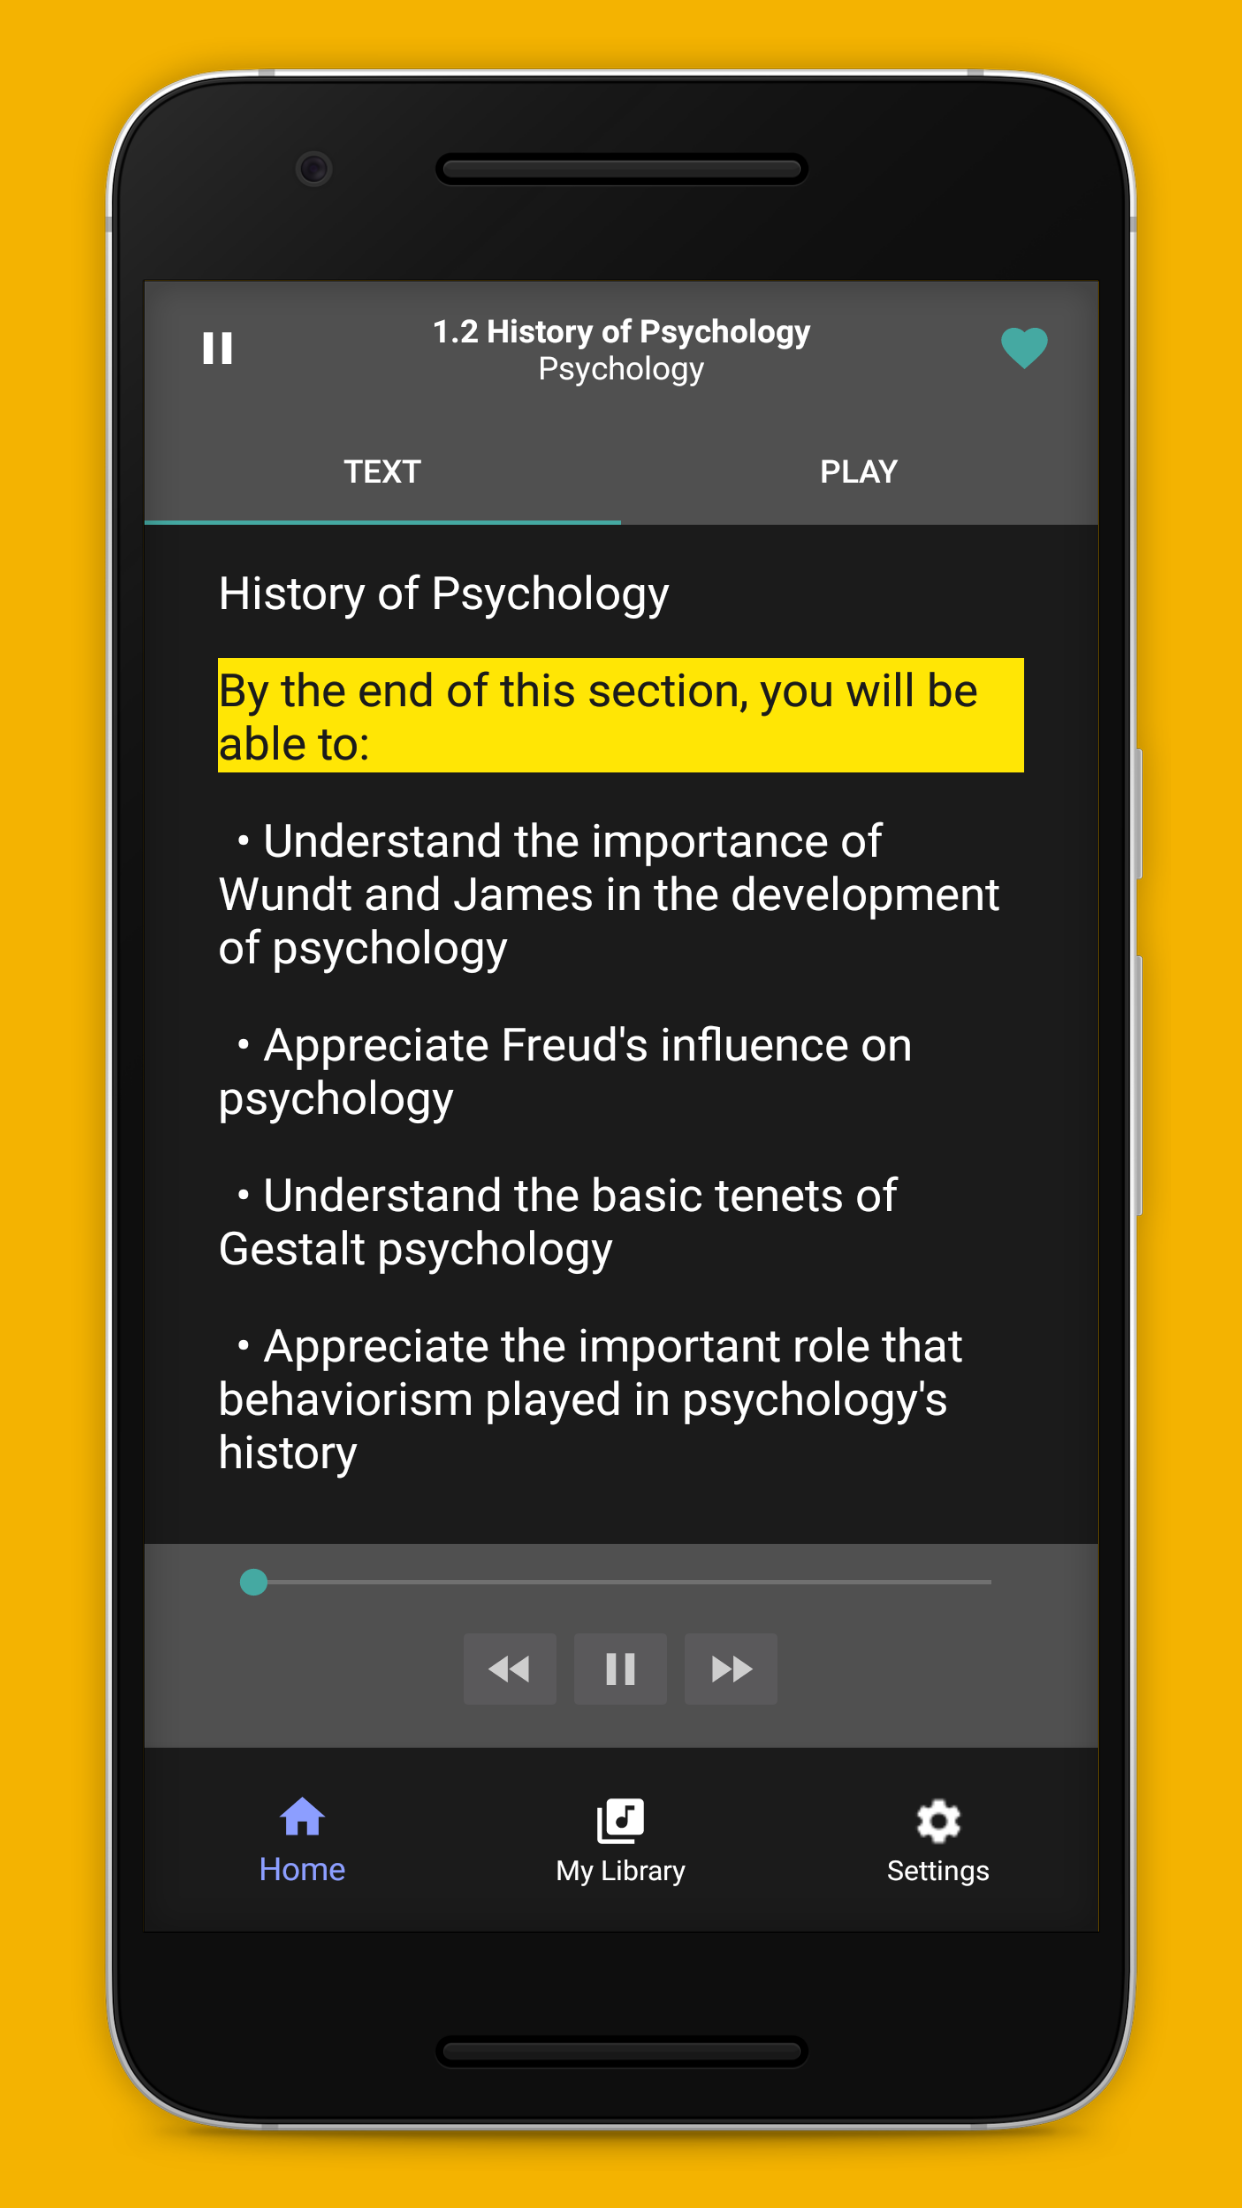 1.2 History of Psychology
Psychology
TEXT
PLAY
History of Psychology
By the end of this section, you will be
able to:
• Understand the importance of
Wundt and James in the development
of psychology
• Appreciate Freud's influence on
psychology
• Understand the basic tenets of
Gestalt psychology
• Appreciate the important role that
behaviorism played in psychology's
history
Home
My Library
Settings